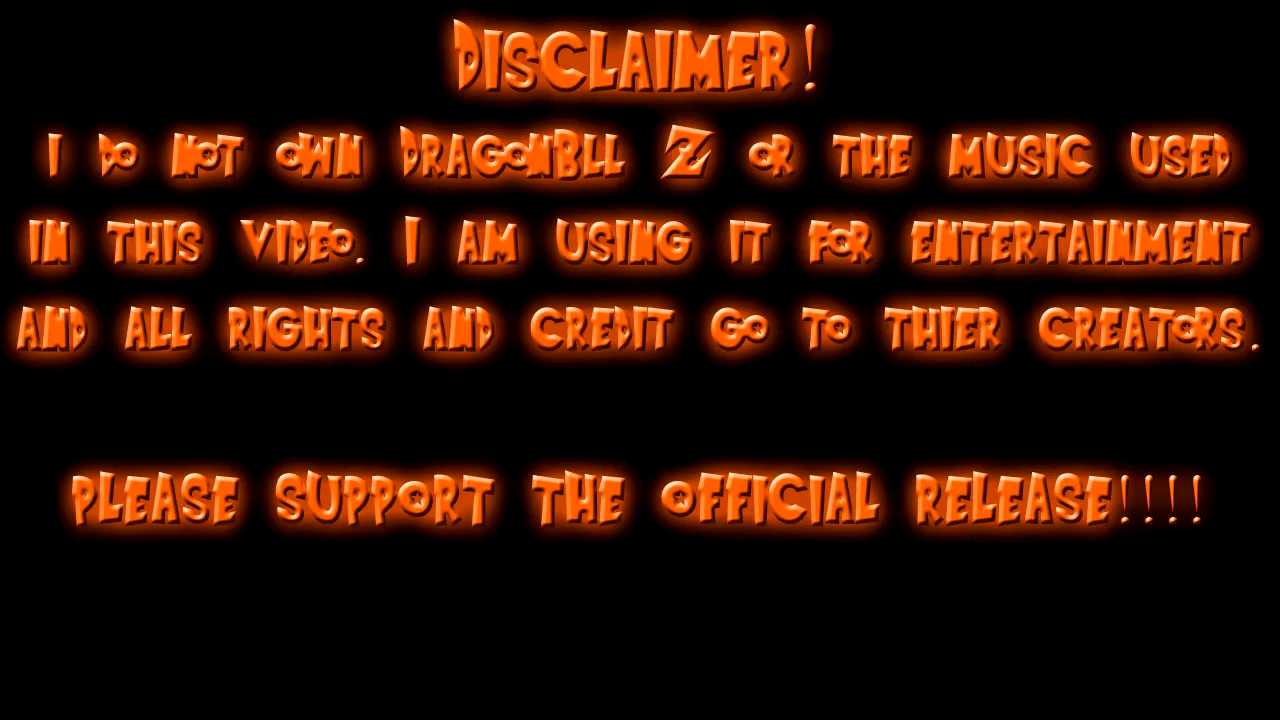 DISCLAIMER!
I DO NOT OWN DRAGONBLL Z OR THE MUSIC USED
IN THIS VIDEO. I AM USING IT FOR ENTERTAINMENT
AND ALL RIGHTS AND CREDIT GO TO THIER CREATORS.
PLEASE SUPPORT THE OFFICIAL RELEASE!!!!